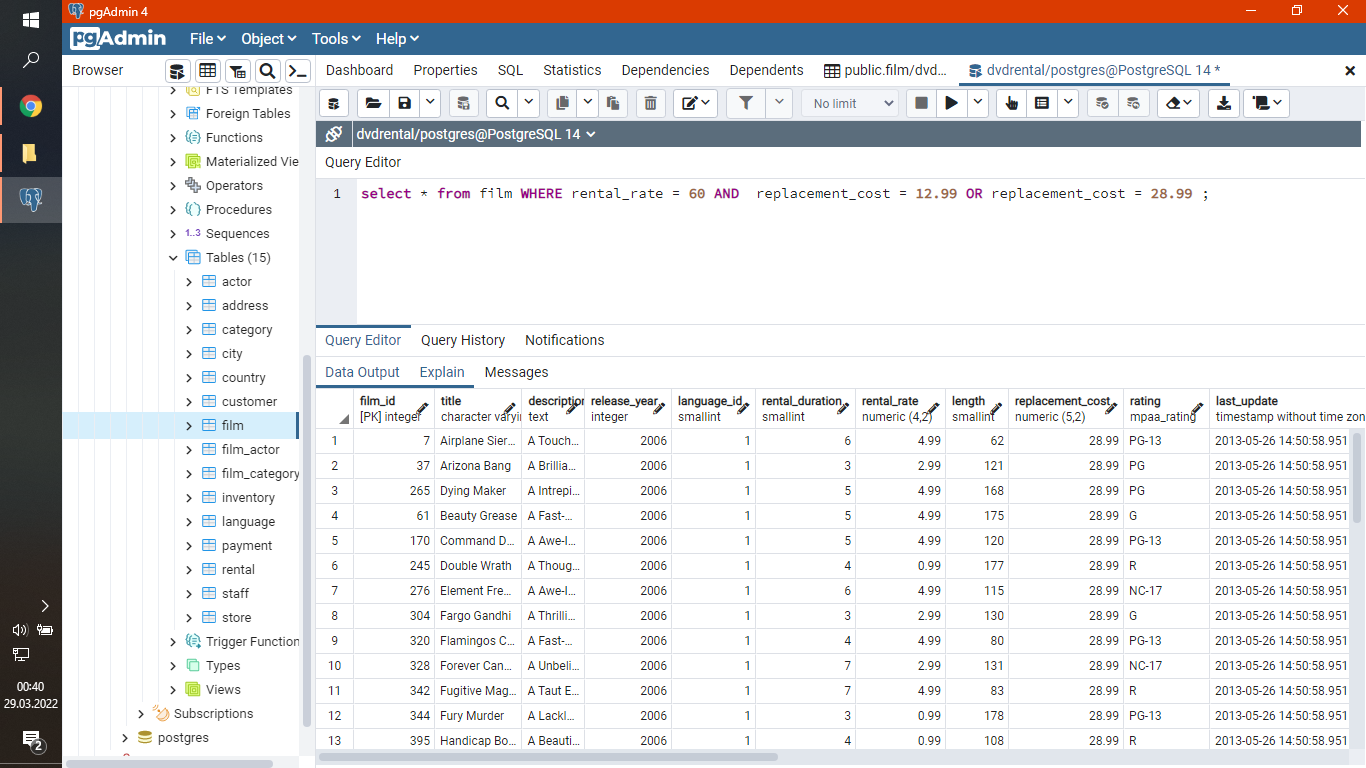 pgAdmin 4
pgAdmin File Object Tools Help
Browser
Dashboard Properties SQL Statistics Dependencies Dependents public.film/dvd... dvdrental/postgres@PostgreSQL 14 *
No limit
dvdrental/postgres@PostgreSQL 14
Query Editor
1 select * from film WHERE rental_rate = 60 AND replacement_cost = 12.99 OR replacement_cost = 28.99 ;
FTS Templates
Foreign Tables
Functions
Materialized Vie
Operators
Procedures
1..3 Sequences
Tables (15)
actor
address
category
city
country
customer
film
film_actor
film_category
inventory
language
payment
rental
staff
store
Trigger Function
Types
Views
Subscriptions
postgres
Query Editor Query History Notifications
Data Output Explain Messages
film_id title description release_year language_id rental_duration rental_rate length replacement_cost rating last_update
[PK] integer character varyin text integer smallint smallint numeric (4,2) smallint numeric (5,2) mpaa_rating timestamp without time zon
1 7 Airplane Sier... A Touch... 2006 1 6 4.99 62 28.99 PG-13 2013-05-26 14:50:58.951
2 37 Arizona Bang A Brillia... 2006 1 3 2.99 121 28.99 PG 2013-05-26 14:50:58.951
3 265 Dying Maker A Intrepi... 2006 1 5 4.99 168 28.99 PG 2013-05-26 14:50:58.951
4 61 Beauty Grease A Fast-... 2006 1 5 4.99 175 28.99 G 2013-05-26 14:50:58.951
5 170 Command D... A Awe-I... 2006 1 5 4.99 120 28.99 PG-13 2013-05-26 14:50:58.951
6 245 Double Wrath A Thoug... 2006 1 4 0.99 177 28.99 R 2013-05-26 14:50:58.951
7 276 Element Fre... A Awe-I... 2006 1 6 4.99 115 28.99 NC-17 2013-05-26 14:50:58.951
8 304 Fargo Gandhi A Thrilli... 2006 1 3 2.99 130 28.99 G 2013-05-26 14:50:58.951
9 320 Flamingos C... A Fast-... 2006 1 4 4.99 80 28.99 PG-13 2013-05-26 14:50:58.951
10 328 Forever Can... A Unbeli... 2006 1 7 2.99 131 28.99 NC-17 2013-05-26 14:50:58.951
11 342 Fugitive Mag... A Taut E... 2006 1 7 4.99 83 28.99 R 2013-05-26 14:50:58.951
12 344 Fury Murder A Lackl... 2006 1 3 0.99 178 28.99 PG-13 2013-05-26 14:50:58.951
13 395 Handicap Bo... A Beauti... 2006 1 4 0.99 108 28.99 R 2013-05-26 14:50:58.951
00:40
29.03.2022
2